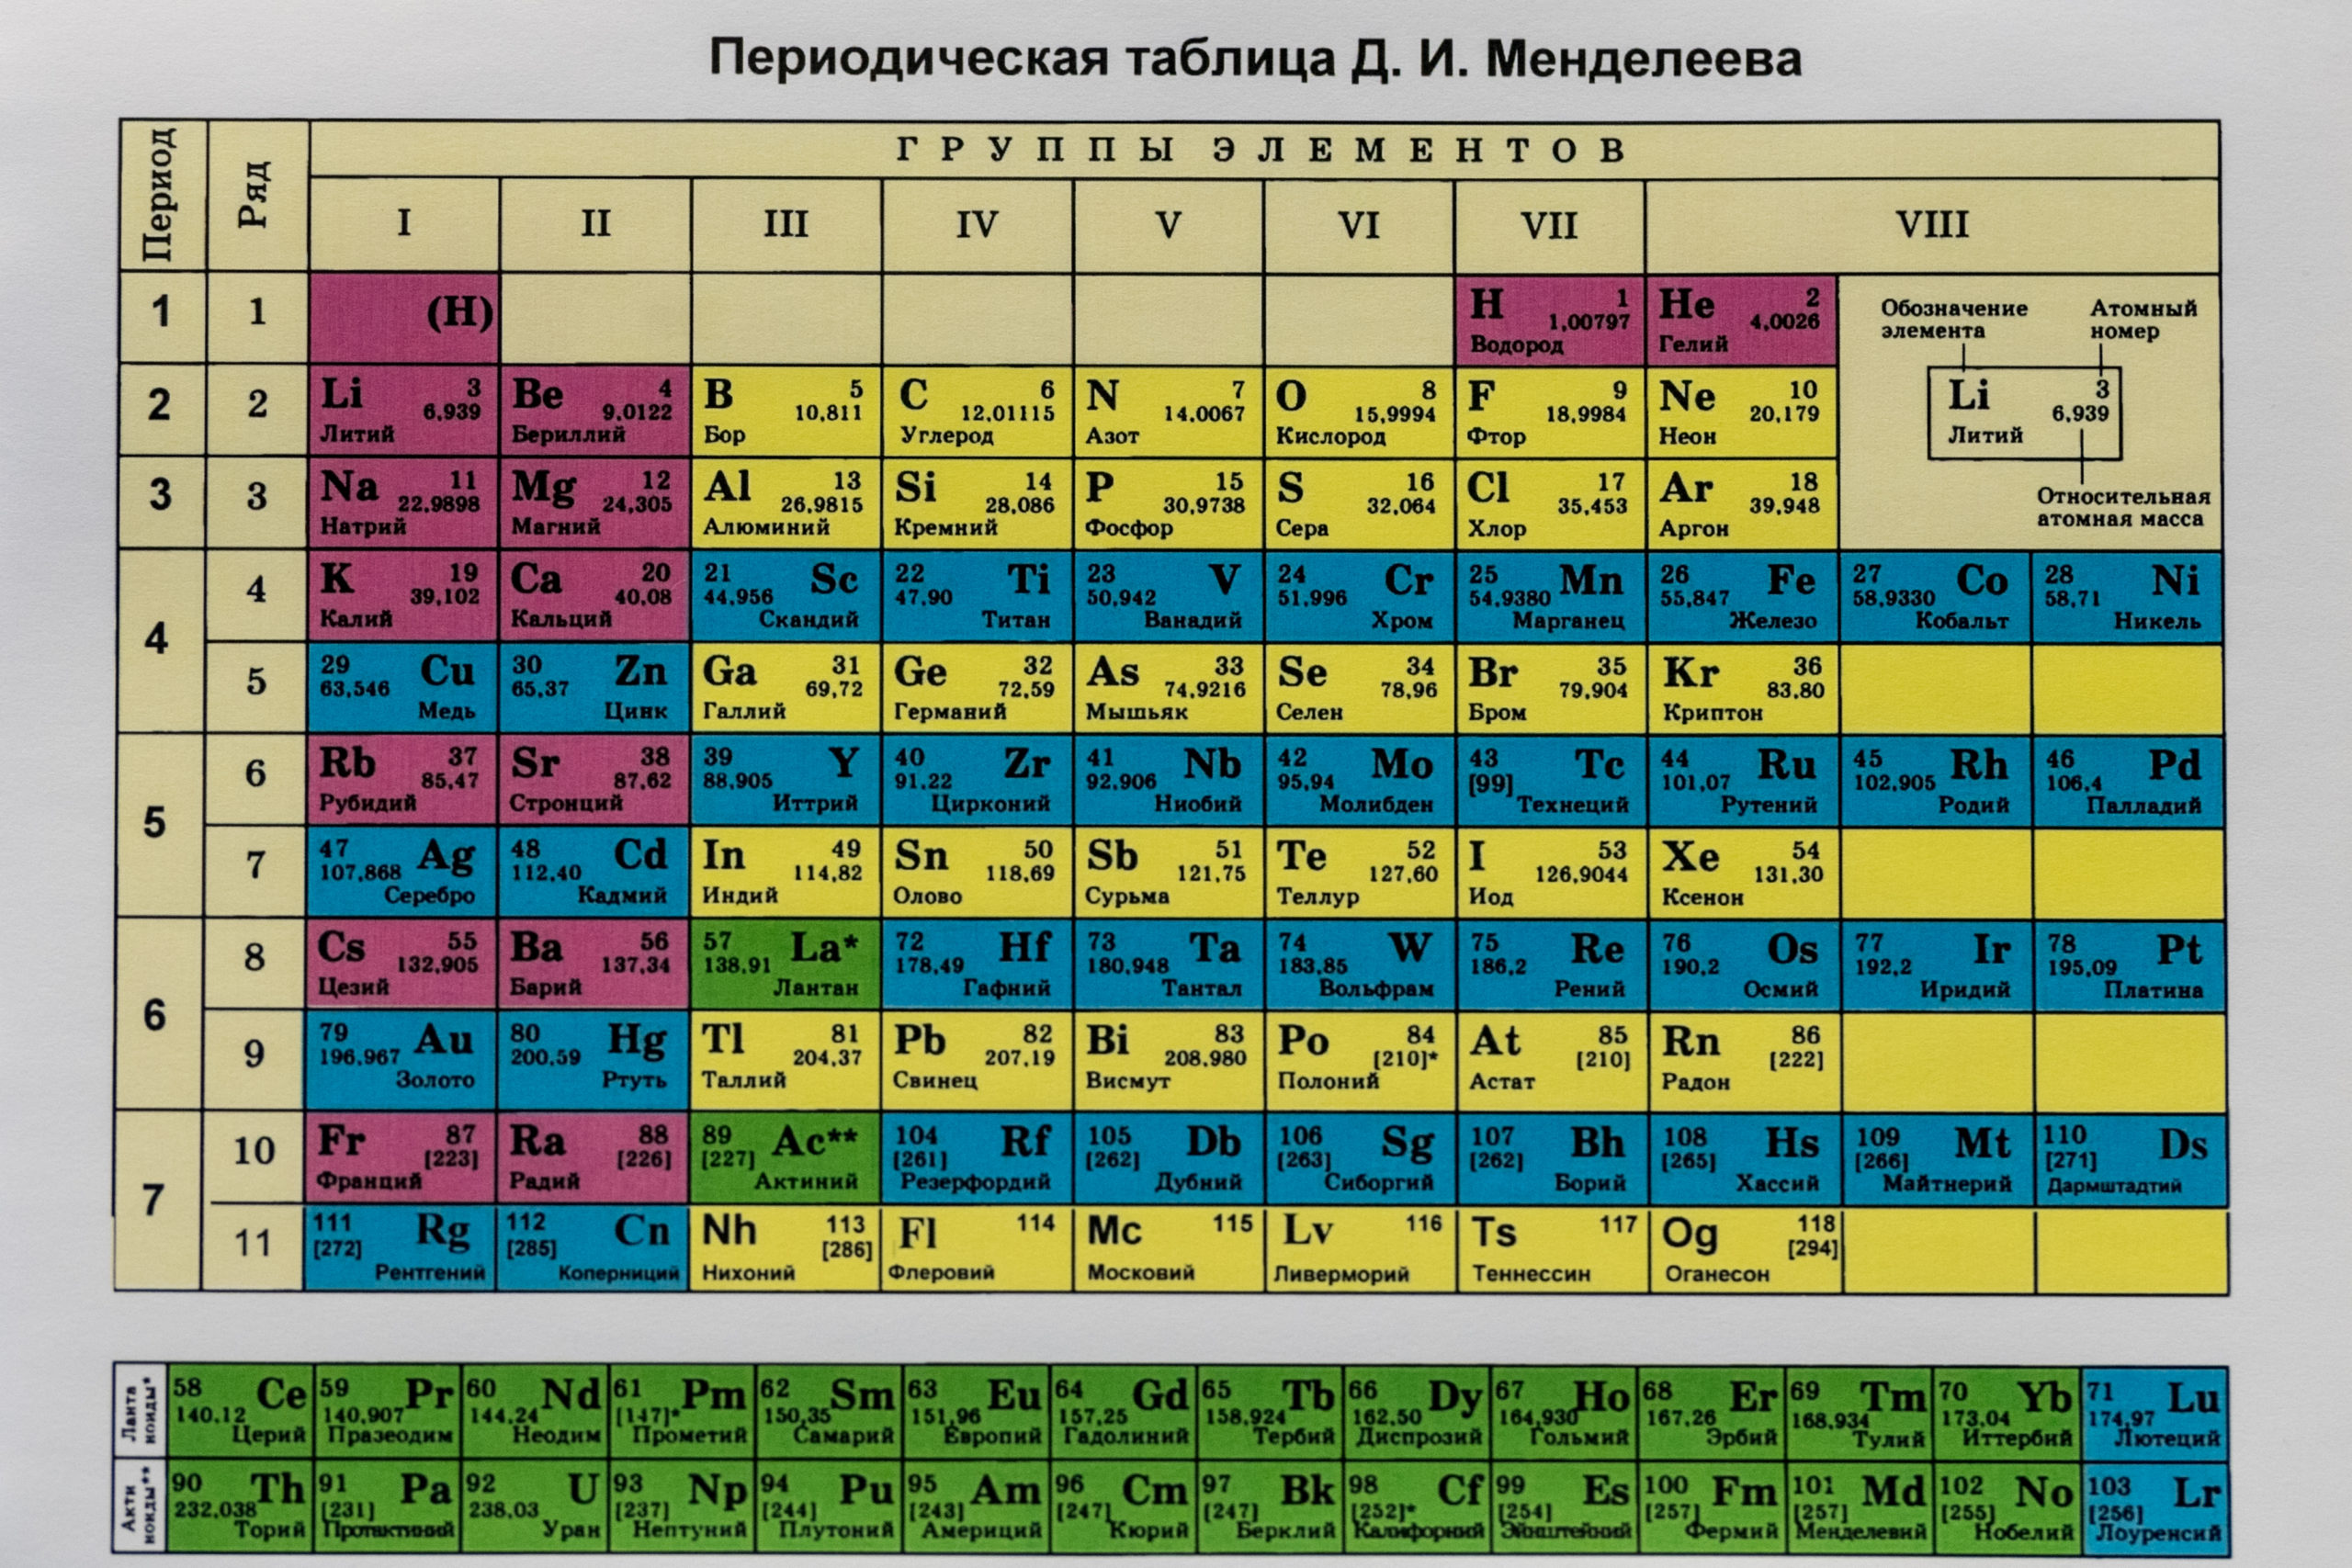 Периодическая таблица Д. И. Менделеева
Период Ряд ГРУППЫ ЭЛЕМЕНТОВ
I II III IV V VI VII VIII
1 1 (H) H 1 He 2
1,00797 4,0026
Водород Гелий
Обозначение элемента
Атомный номер
Li 3
6,939
Литий
Относительная атомная масса
2 2 Li 3 Be 4 B 5 C 6 N 7 O 8 F 9 Ne 10
6,939 9,0122 10,811 12,01115 14,0067 15,9994 18,9984 20,179
Литий Бериллий Бор Углерод Азот Кислород Фтор Неон
3 3 Na 11 Mg 12 Al 13 Si 14 P 15 S 16 Cl 17 Ar 18
22,9898 24,305 26,9815 28,086 30,9738 32,064 35,453 39,948
Натрий Магний Алюминий Кремний Фосфор Сера Хлор Аргон
4 4 K 19 Ca 20 21 Sc 22 Ti 23 V 24 Cr 25 Mn 26 Fe 27 Co 28 Ni
39,102 40,08 44,956 47,90 50,942 51,996 54,9380 55,847 58,9330 58,71
Калий Кальций Скандий Титан Ванадий Хром Марганец Железо Кобальт Никель
5 29 Cu 30 Zn Ga 31 Ge 32 As 33 Se 34 Br 35 Kr 36
63,546 65,37 69,72 72,59 74,9216 78,96 79,904 83,80
Медь Цинк Галлий Германий Мышьяк Селен Бром Криптон
5 6 Rb 37 Sr 38 39 Y 40 Zr 41 Nb 42 Mo 43 Tc 44 Ru 45 Rh 46 Pd
85,47 87,62 88,905 91,22 92,906 95,94 [99] 101,07 102,905 106,4
Рубидий Стронций Иттрий Цирконий Ниобий Молибден Технеций Рутений Родий Палладий
7 47 Ag 48 Cd In 49 Sn 50 Sb 51 Te 52 I 53 Xe 54
107,868 112,40 114,82 118,69 121,75 127,60 126,9044 131,30
Серебро Кадмий Индий Олово Сурьма Теллур Иод Ксенон
6 8 Cs 55 Ba 56 57 La* 72 Hf 73 Ta 74 W 75 Re 76 Os 77 Ir 78 Pt
132,905 137,34 138,91 178,49 180,948 183,85 186,2 190,2 192,2 195,09
Цезий Барий Лантан Гафний Тантал Вольфрам Рений Осмий Иридий Платина
9 79 Au 80 Hg Tl 81 Pb 82 Bi 83 Po 84 At 85 Rn 86
196,967 200,59 204,37 207,19 208,980 [210]* [210] [222]
Золото Ртуть Таллий Свинец Висмут Полоний Астат Радон
7 10 Fr 87 Ra 88 89 Ac** 104 Rf 105 Db 106 Sg 107 Bh 108 Hs 109 Mt 110 Ds
[223] [226] [227] [261] [262] [263] [262] [265] [266] [271]
Франций Радий Актиний Резерфордий Дубний Сиборгий Борий Хассий Майтнерий Дармштадтий
11 111 Rg 112 Cn Nh 113 Fl 114 Mc 115 Lv 116 Ts 117 Og 118
[272] [285] [286] [294]
Рентгений Коперниций Нихоний Флеровий Московий Ливерморий Теннессин Оганесон
Ланта ноиды* 58 Ce 59 Pr 60 Nd 61 Pm 62 Sm 63 Eu 64 Gd 65 Tb 66 Dy 67 Ho 68 Er 69 Tm 70 Yb 71 Lu
140,12 140,907 144,24 [147]* 150,35 151,96 157,25 158,924 162,50 164,930 167,26 168,934 173,04 174,97
Церий Празеодим Неодим Прометий Самарий Европий Гадолиний Тербий Диспрозий Гольмий Эрбий Тулий Иттербий Лютеций
Акти ноиды** 90 Th 91 Pa 92 U 93 Np 94 Pu 95 Am 96 Cm 97 Bk 98 Cf 99 Es 100 Fm 101 Md 102 No 103 Lr
232,038 [231] 238,03 [237] [244] [243] [247] [247] [252]* [254] [257] [257] [255] [256]
Торий Протактиний Уран Нептуний Плутоний Америций Кюрий Берклий Калифорний Эйнштейний Фермий Менделевий Нобелий Лоуренсий